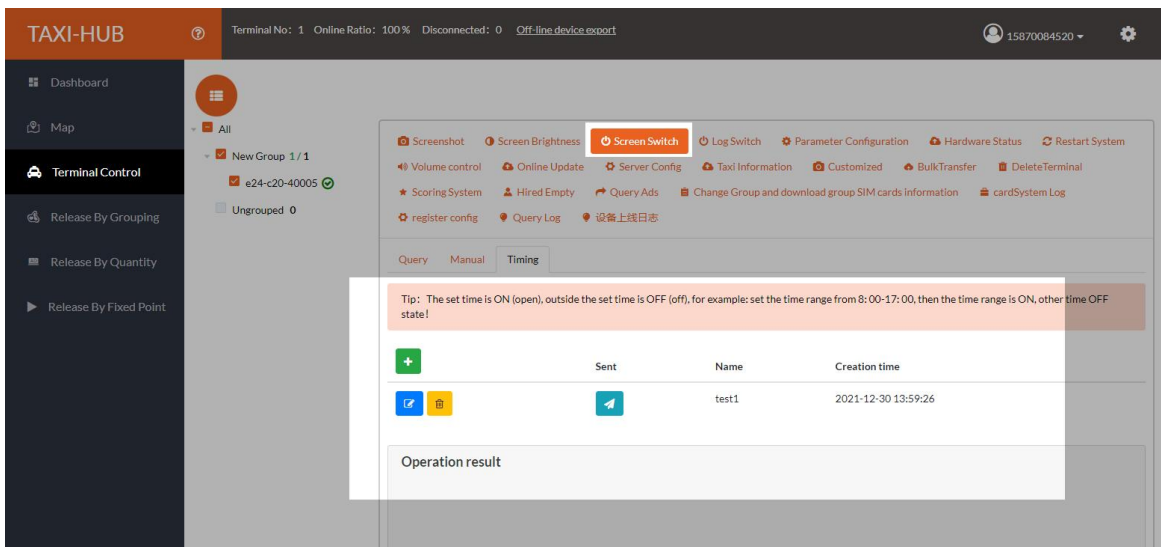 TAXI-HUB
Terminal No: 1 Online Ratio: 100% Disconnected: 0 Off-line device export
15870084520
Dashboard
Map
Terminal Control
Release By Grouping
Release By Quantity
Release By Fixed Point
All
New Group 1/1
e24-c20-40005
Ungrouped 0
Screenshot Screen Brightness Screen Switch Log Switch Parameter Configuration Hardware Status Restart System
Volume control Online Update Server Config Taxi Information Customized BulkTransfer DeleteTerminal
Scoring System Hired Empty Query Ads Change Group and download group SIM cards information cardSystem Log
register config Query Log 设备上线日志
Query Manual Timing
Tip: The set time is ON (open), outside the set time is OFF (off), for example: set the time range from 8:00-17:00, then the time range is ON, other time OFF
state!
Sent Name Creation time
test1 2021-12-30 13:59:26
Operation result